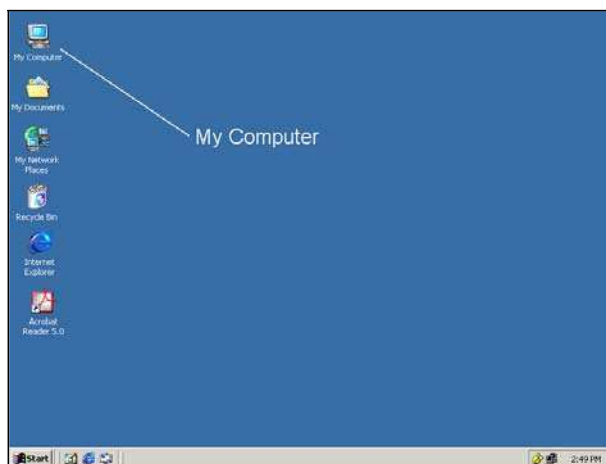 My Computer
My Computer
My Documents
My Network
Places
Recycle Bin
Internet
Explorer
Acrobat
Reader 5.0
Start
2:49 PM